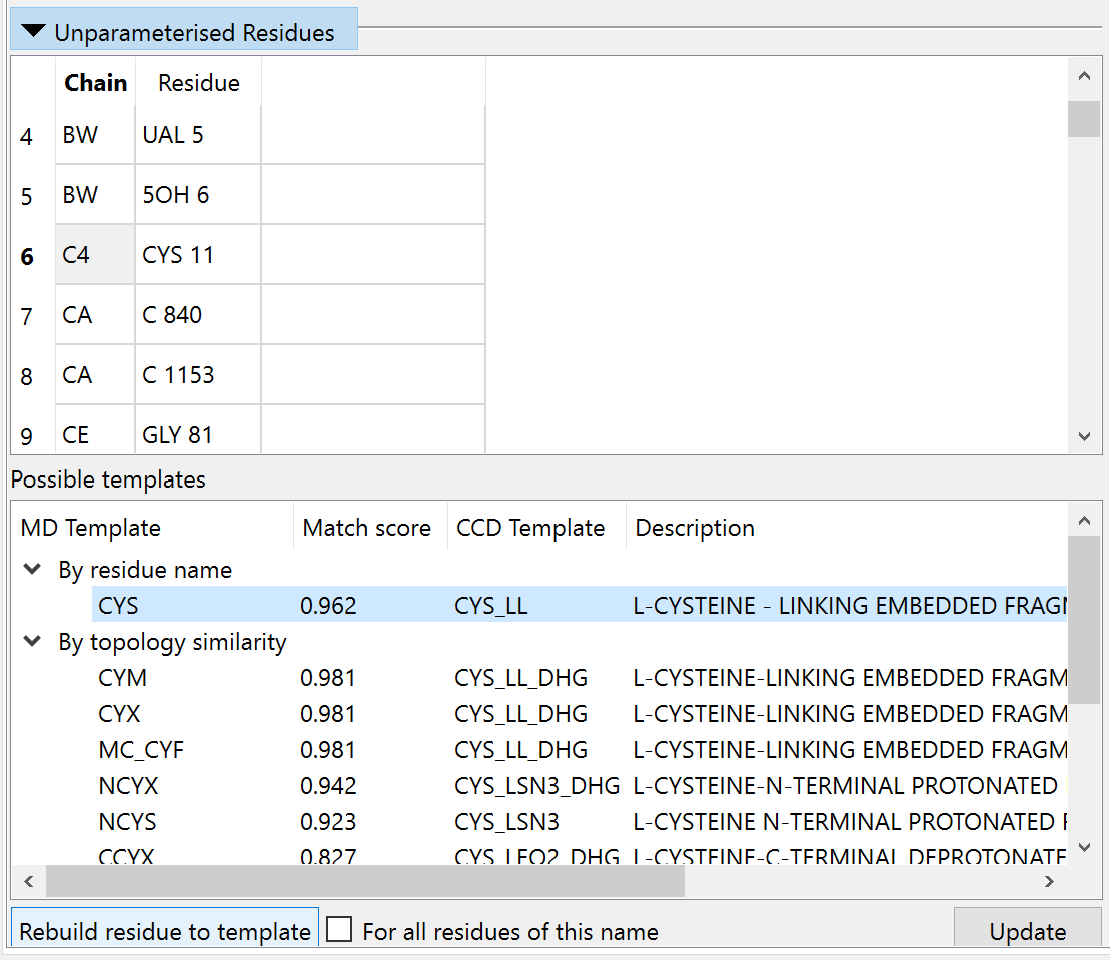 Unparameterised Residues
Chain Residue
4 BW UAL 5
5 BW 5OH 6
6 C4 CYS 11
7 CA C 840
8 CA C 1153
9 CE GLY 81
Possible templates
MD Template Match score CCD Template Description
By residue name
CYS 0.962 CYS_LL L-CYSTEINE - LINKING EMBEDDED FRAGM
By topology similarity
CYM 0.981 CYS_LL_DHG L-CYSTEINE-LINKING EMBEDDED FRAGM
CYX 0.981 CYS_LL_DHG L-CYSTEINE-LINKING EMBEDDED FRAGM
MC_CYF 0.981 CYS_LL_DHG L-CYSTEINE-LINKING EMBEDDED FRAGM
NCYX 0.942 CYS_LSN3_DHG L-CYSTEINE-N-TERMINAL PROTONATED
NCYS 0.923 CYS_LSN3 L-CYSTEINE N-TERMINAL PROTONATED F
CCYX 0.827 CYS_LEO2_DHG L-CYSTEINE-C-TERMINAL DEPROTONATE
Rebuild residue to template For all residues of this name Update